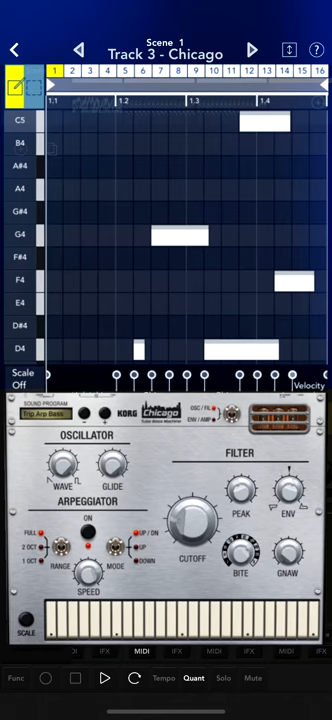 Scene 1
Track 3 - Chicago
?
1 2 3 4 5 6 7 8 9 10 11 12 13 14 15 16
1.1 1.2 1.3 1.4
C5
B4
A#4
A4
G#4
G4
F#4
F4
E4
D#4
D4
Scale
Off
Velocity
SOUND PROGRAM
Trip Arp Bass
KORG
Chicago
Tube Bass Machine
OSC / FIL
ENV / AMP
OSCILLATOR
WAVE
GLIDE
FILTER
PEAK
ENV
CUTOFF
BITE
GNAW
ARPEGGIATOR
ON
FULL
2 OCT
1 OCT
RANGE
MODE
UP / DN
UP
DOWN
SPEED
SCALE
IFX MIDI IFX MIDI IFX MIDI IFX
Func
Tempo
Quant
Solo
Mute